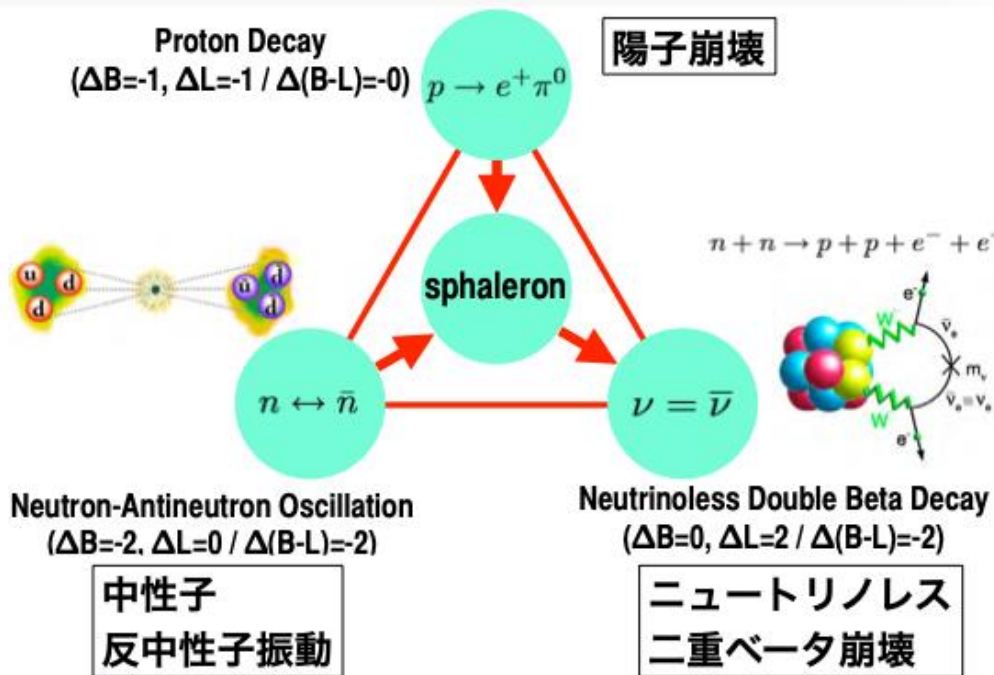 Proton Decay
(ΔB=-1, ΔL=-1 / Δ(B-L)=-0)
陽子崩壊
p → e⁺π⁰
sphaleron
n ↔ n̄
ν = ν̄
u
d
d
ū
d̄
d̄
n + n → p + p + e⁻ + e⁻
e⁻
W⁻
ν̄ₑ
mᵥ
ν̄ₑ ≡ νₑ
W
e⁻
Neutron-Antineutron Oscillation
(ΔB=-2, ΔL=0 / Δ(B-L)=-2)
中性子
反中性子振動
Neutrinoless Double Beta Decay
(ΔB=0, ΔL=2 / Δ(B-L)=-2)
ニュートリノレス
二重ベータ崩壊